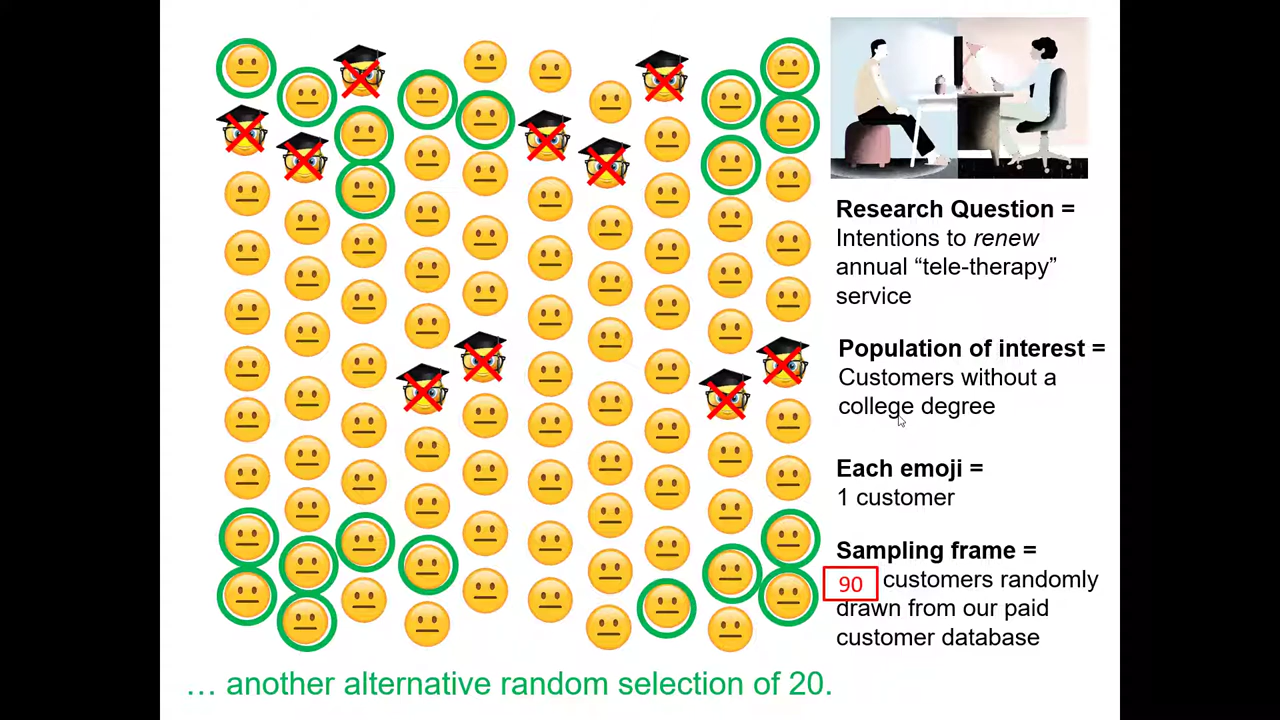 Research Question =
Intentions to renew
annual “tele-therapy”
service
Population of interest =
Customers without a
college degree
Each emoji =
1 customer
Sampling frame =
90 customers randomly
drawn from our paid
customer database
… another alternative random selection of 20.